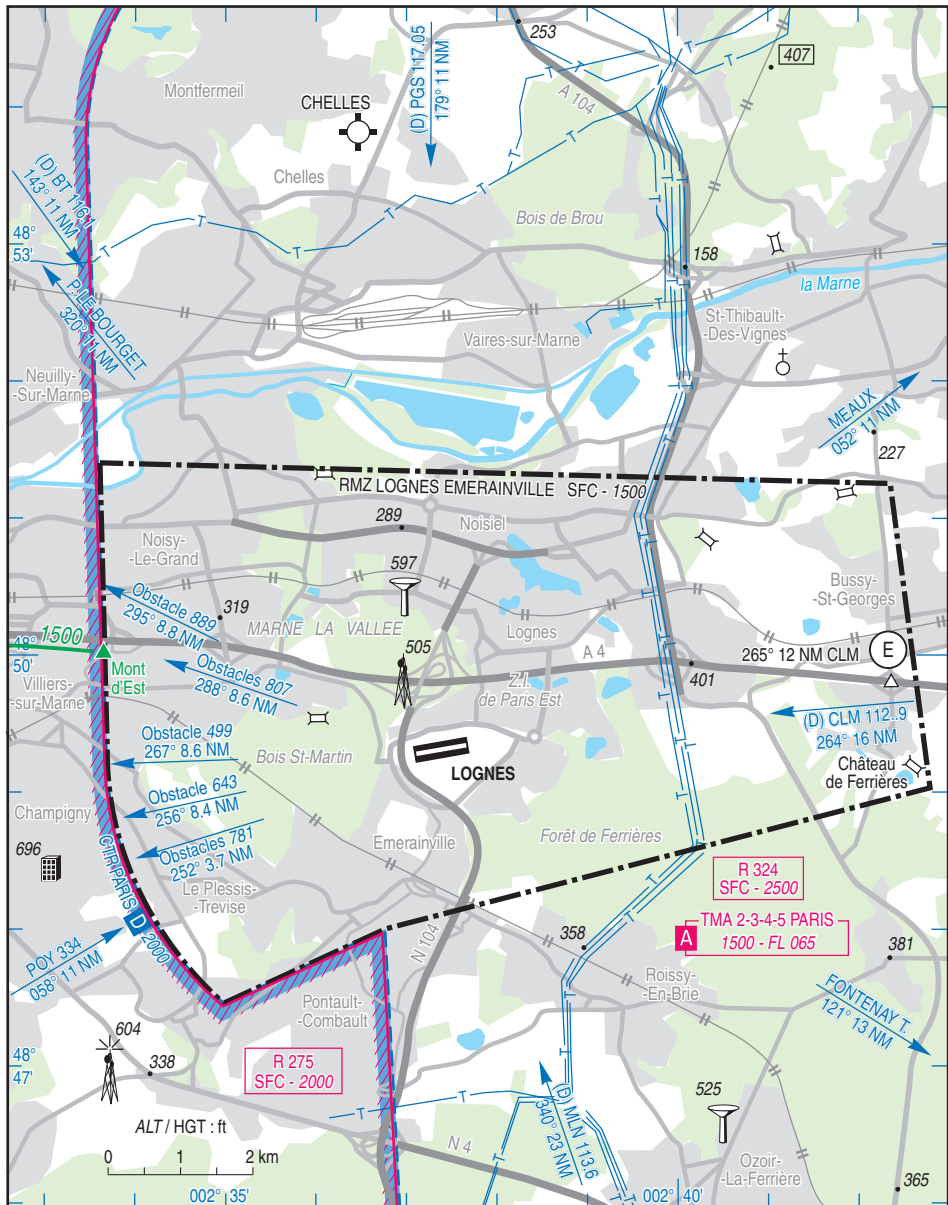 253
407
A 104
Montfermeil
CHELLES
(D) PGS 117.05
179° 11 NM
Chelles
(D) BT 116.1
143° 11 NM
Bois de Brou
48°
53'
158
la Marne
P. LE BOURGET
320° 11 NM
St-Thibault-
-Des-Vignes
Vaires-sur-Marne
Neuilly-
-Sur-Marne
MEAUX
052° 11 NM
227
RMZ LOGNES EMERAINVILLE SFC - 1500
289
Noisiel
Noisy-
-Le-Grand
597
Bussy-
-St-Georges
Obstacle 889
295° 8.8 NM
319
MARNE LA VALLEE
Lognes
1500
48°
50'
505
A 4
265° 12 NM CLM
E
Mont
d'Est
Villiers-
-sur-Marne
Obstacles 807
288° 8.6 NM
401
Z.I.
de Paris Est
(D) CLM 112..9
264° 16 NM
Obstacle 499
267° 8.6 NM
Bois St-Martin
LOGNES
Château
de Ferrières
Champigny
Obstacle 643
256° 8.4 NM
Obstacles 781
252° 3.7 NM
Emerainville
Forêt de Ferrières
696
CTR PARIS
D
2000
Le Plessis-
-Trevise
R 324
SFC - 2500
A
TMA 2-3-4-5 PARIS
1500 - FL 065
POY 334
058° 11 NM
N 104
358
381
Roissy-
-En-Brie
Pontault-
-Combault
FONTENAY T.
121° 13 NM
604
48°
47'
338
R 275
SFC - 2000
(D) MLN 113.6
340° 23 NM
525
ALT / HGT : ft
0 1 2 km
N 4
Ozoir-
-La-Ferrière
365
002° 35'
002° 40'